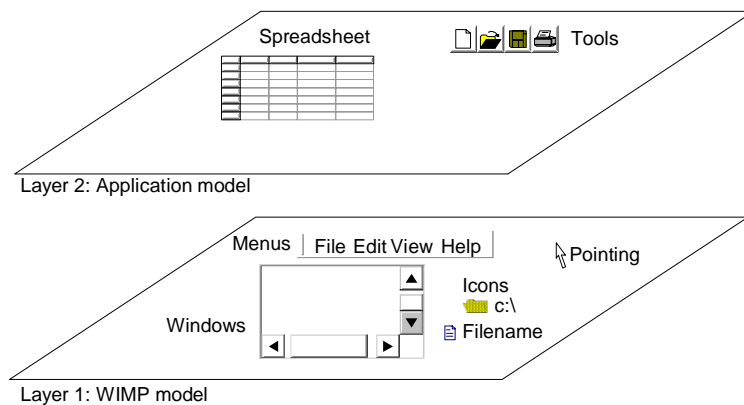 Spreadsheet
Tools
Layer 2: Application model
Menus
File Edit View Help
Pointing
Icons
c:\
Windows
Filename
Layer 1: WIMP model